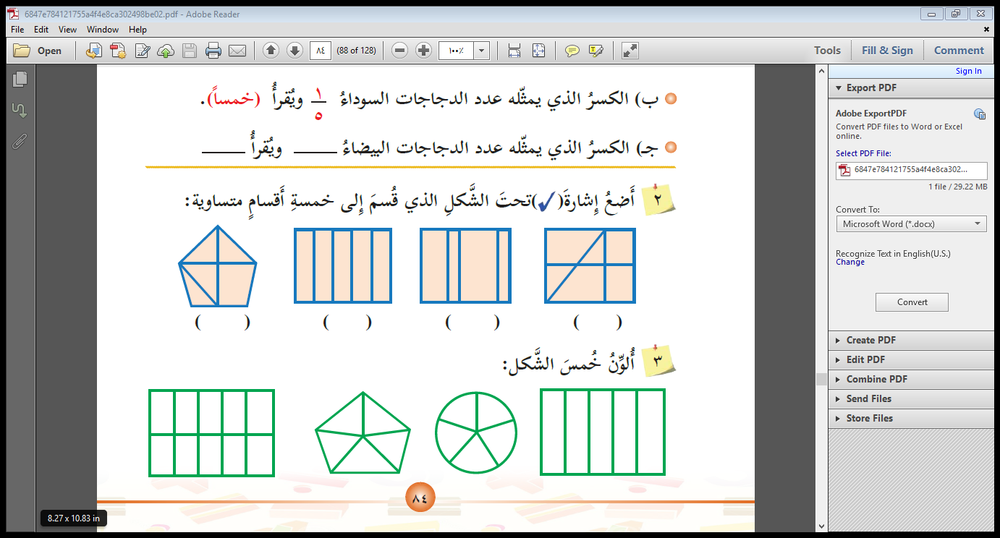 6847e784121755a4f4e8ca302498be02.pdf - Adobe Reader
File Edit View Window Help
Open ٨٤ (88 of 128) ١٠٠٪ Tools Fill & Sign Comment
ب) الكسرُ الذي يمثّله عدد الدجاجات السوداءُ ١/٥ ويُقرأُ (خمساً).
جـ) الكسرُ الذي يمثّله عدد الدجاجات البيضاءُ ____ ويُقرأُ ____
٢ أَضعُ إِشارةَ(✓)تحتَ الشَّكلِ الذي قُسمَ إِلى خمسةِ أَقسامٍ متساوية:
( ) ( ) ( ) ( )
٣ أُلوِّنُ خُمسَ الشَّكل:
٨٤
8.27 x 10.83 in
Sign In
Export PDF
Adobe ExportPDF
Convert PDF files to Word or Excel
online.
Select PDF File:
6847e784121755a4f4e8ca302...
1 file / 29.22 MB
Convert To:
Microsoft Word (*.docx)
Recognize Text in English(U.S.)
Change
Convert
Create PDF
Edit PDF
Combine PDF
Send Files
Store Files